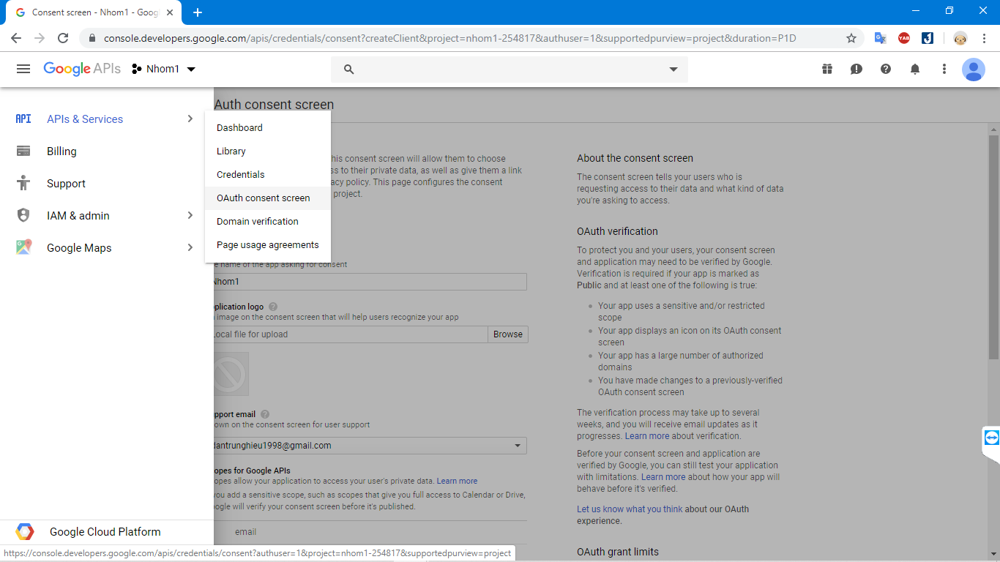 Consent screen - Nhom1 - Goog
console.developers.google.com/apis/credentials/consent?createClient&project=nhom1-254817&authuser=1&supportedpurview=project&duration=P1D
YAB
Google APIs
Nhom1
Auth consent screen
API
APIs & Services
Billing
Support
IAM & admin
Google Maps
Google Cloud Platform
Dashboard
Library
Credentials
OAuth consent screen
Domain verification
Page usage agreements
his consent screen will allow them to choose
ss to their private data, as well as give them a link
acy policy. This page configures the consent
project.
e name of the app asking for consent
Nhom1
plication logo
image on the consent screen that will help users recognize your app
ocal file for upload
Browse
pport email
own on the consent screen for user support
dantrunghieu1998@gmail.com
opes for Google APIs
opes allow your application to access your user's private data. Learn more
you add a sensitive scope, such as scopes that give you full access to Calendar or Drive,
ogle will verify your consent screen before it's published.
email
About the consent screen
The consent screen tells your users who is
requesting access to their data and what kind of data
you're asking to access.
OAuth verification
To protect you and your users, your consent screen
and application may need to be verified by Google.
Verification is required if your app is marked as
Public and at least one of the following is true:
Your app uses a sensitive and/or restricted
scope
Your app displays an icon on its OAuth consent
screen
Your app has a large number of authorized
domains
You have made changes to a previously-verified
OAuth consent screen
The verification process may take up to several
weeks, and you will receive email updates as it
progresses. Learn more about verification.
Before your consent screen and application are
verified by Google, you can still test your application
with limitations. Learn more about how your app will
behave before it's verified.
Let us know what you think about our OAuth
experience.
OAuth grant limits
https://console.developers.google.com/apis/credentials/consent?authuser=1&project=nhom1-254817&supportedpurview=project